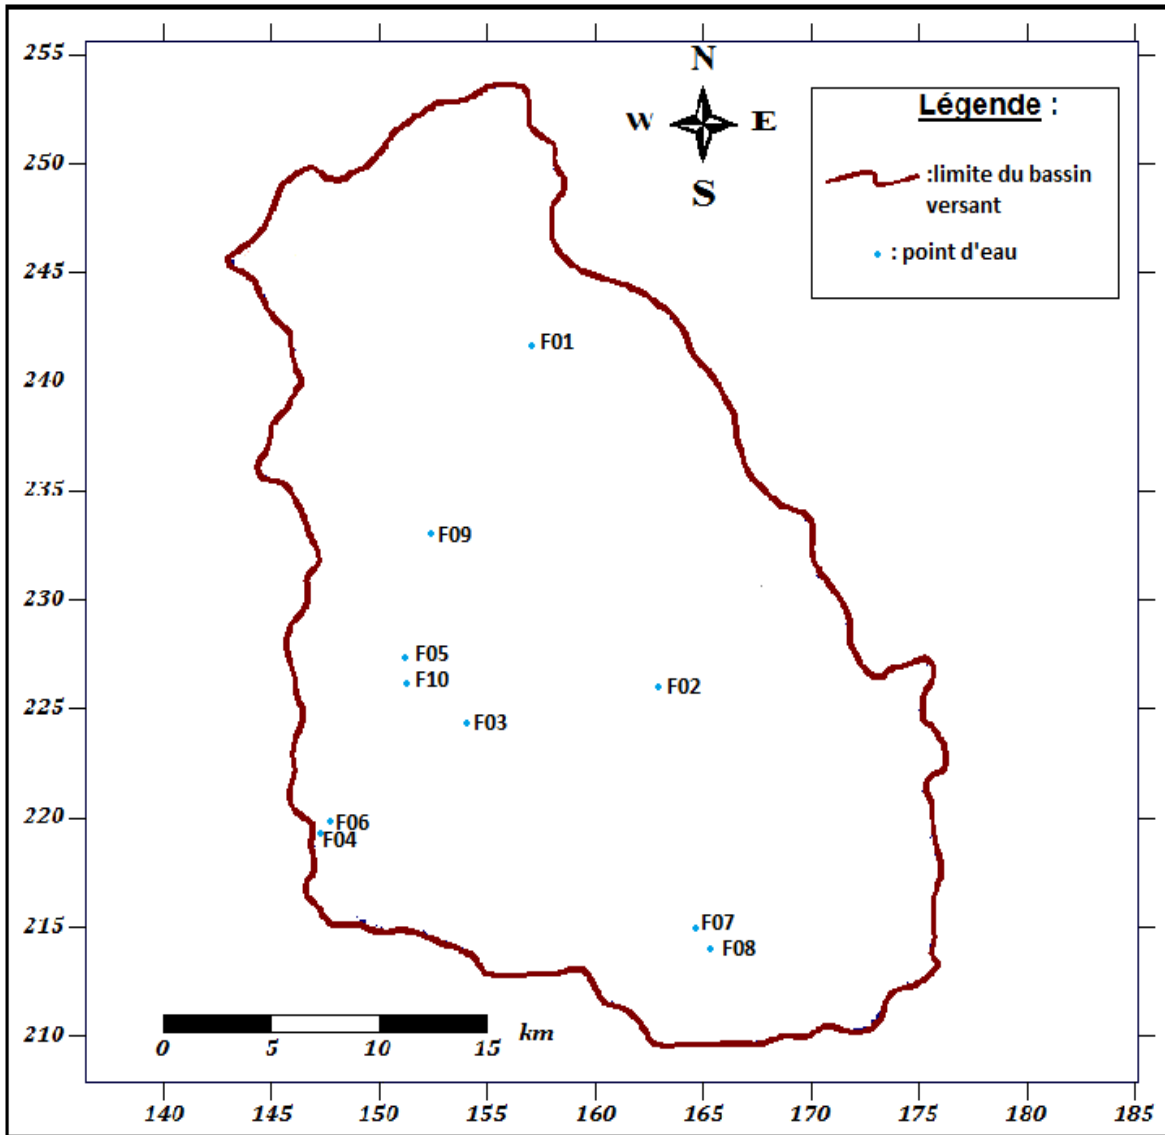 N
W E
S
Légende :
:limite du bassin
versant
: point d'eau
255
250
245
240
235
230
225
220
215
210
F01
F09
F05
F10
F02
F03
F06
F04
F07
F08
0 5 10 15 km
140 145 150 155 160 165 170 175 180 185